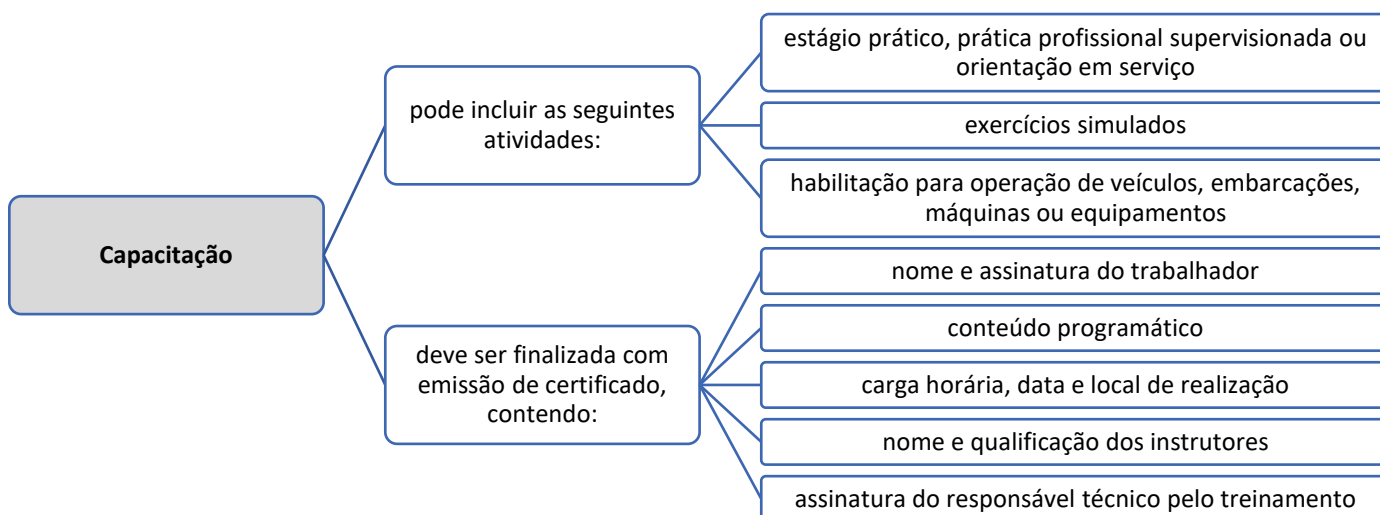 Capacitação
pode incluir as seguintes
atividades:
estágio prático, prática profissional supervisionada ou
orientação em serviço
exercícios simulados
habilitação para operação de veículos, embarcações,
máquinas ou equipamentos
deve ser finalizada com
emissão de certificado,
contendo:
nome e assinatura do trabalhador
conteúdo programático
carga horária, data e local de realização
nome e qualificação dos instrutores
assinatura do responsável técnico pelo treinamento